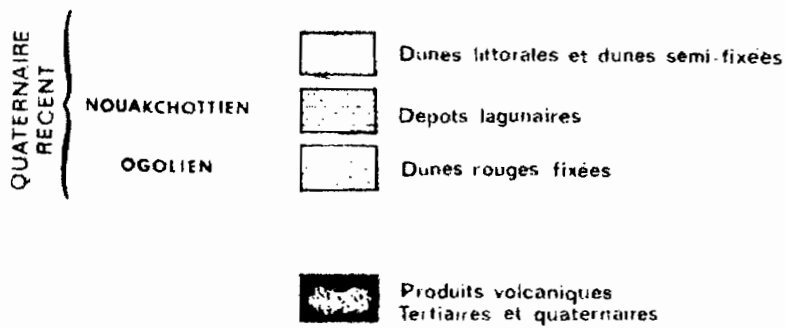 QUATERNAIRE
RECENT
Dunes littorales et dunes semi-fixées
NOUAKCHOTTIEN
Depots lagunaires
OGOLIEN
Dunes rouges fixées
Produits volcaniques
Tertiaires et quaternaires